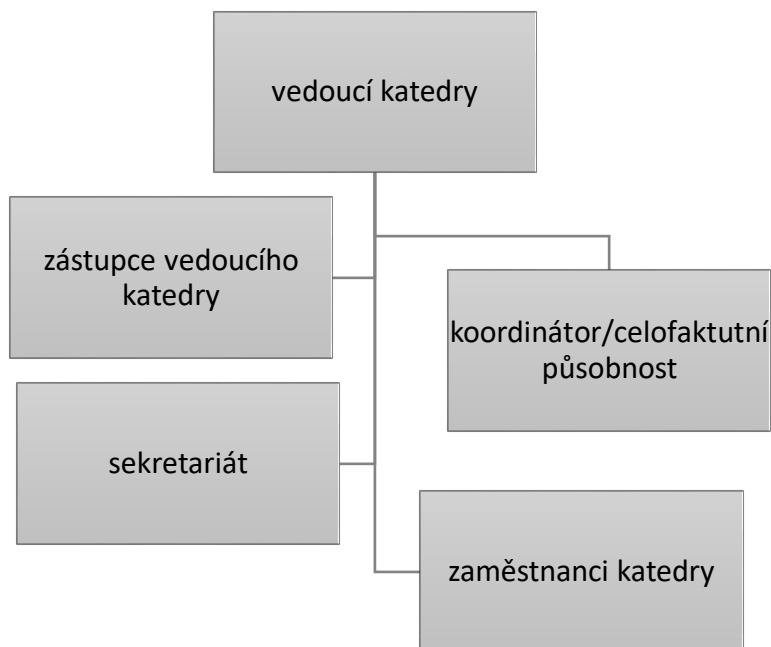 vedoucí katedry
zástupce vedoucího
katedry
koordinátor/celofaktutní
působnost
sekretariát
zaměstnanci katedry